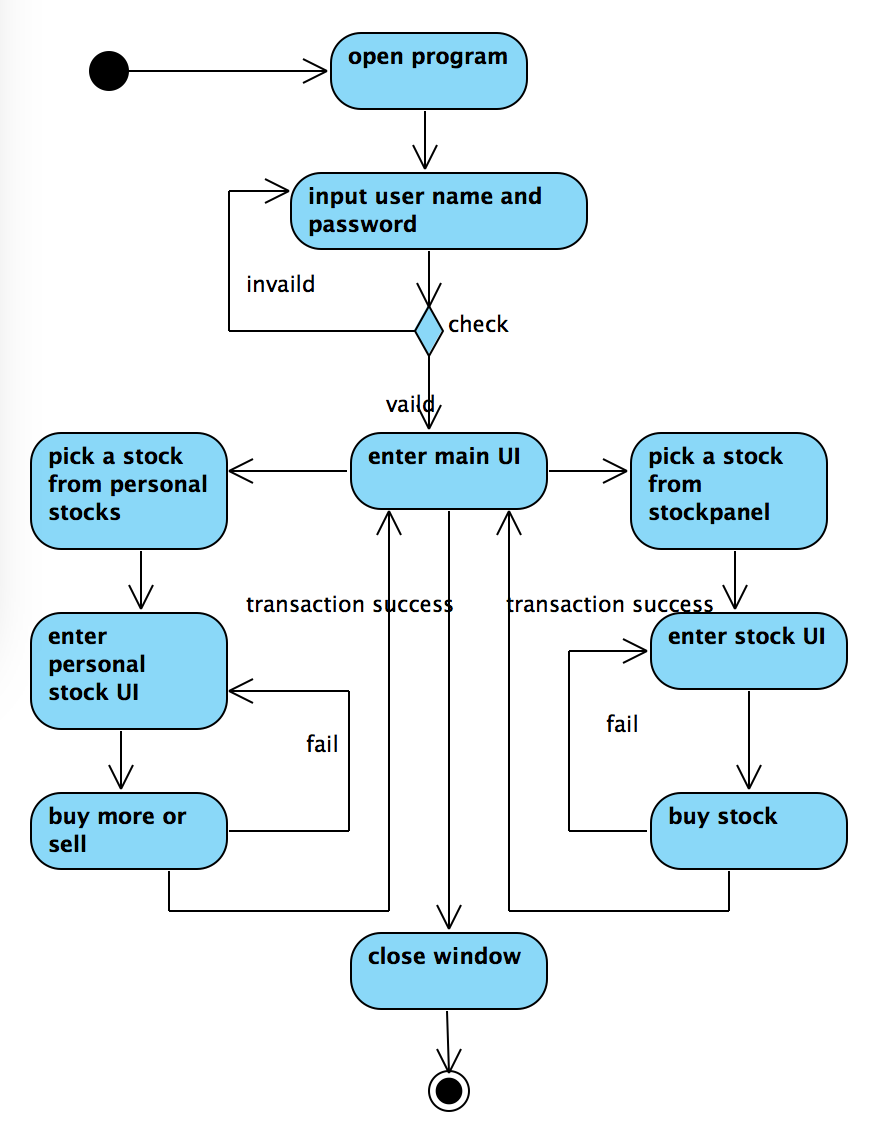 open program
input user name and
password
invaild
check
vaild
pick a stock
from personal
stocks
enter main UI
pick a stock
from
stockpanel
transaction success
transaction success
enter
personal
stock UI
enter stock UI
fail
fail
buy more or
sell
buy stock
close window